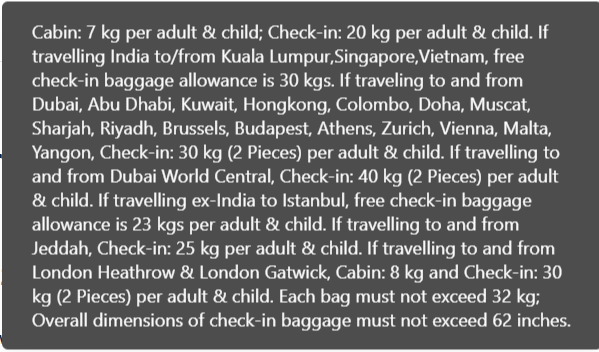 Cabin: 7 kg per adult & child; Check-in: 20 kg per adult & child. If
travelling India to/from Kuala Lumpur,Singapore,Vietnam, free
check-in baggage allowance is 30 kgs. If traveling to and from
Dubai, Abu Dhabi, Kuwait, Hongkong, Colombo, Doha, Muscat,
Sharjah, Riyadh, Brussels, Budapest, Athens, Zurich, Vienna, Malta,
Yangon, Check-in: 30 kg (2 Pieces) per adult & child. If travelling to
and from Dubai World Central, Check-in: 40 kg (2 Pieces) per adult
& child. If travelling ex-India to Istanbul, free check-in baggage
allowance is 23 kgs per adult & child. If travelling to and from
Jeddah, Check-in: 25 kg per adult & child. If travelling to and from
London Heathrow & London Gatwick, Cabin: 8 kg and Check-in: 30
kg (2 Pieces) per adult & child. Each bag must not exceed 32 kg;
Overall dimensions of check-in baggage must not exceed 62 inches.